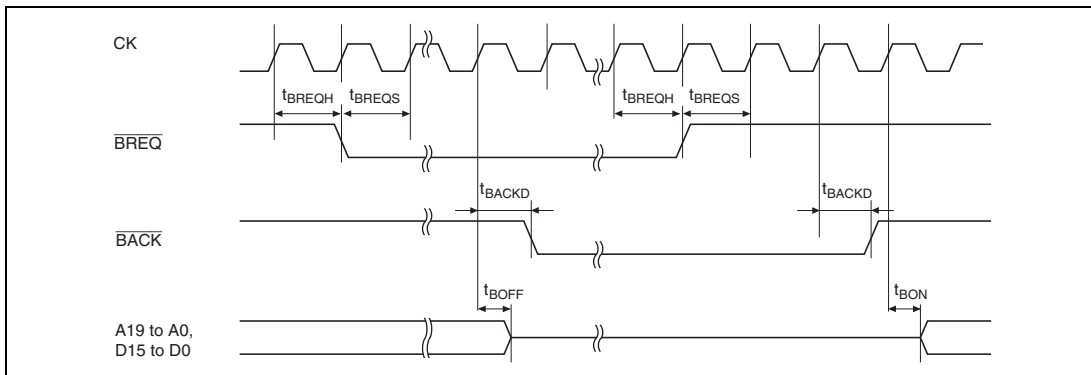 CK
tBREQH tBREQS tBREQH tBREQS
BREQ
tBACKD tBACKD
BACK
tBOFF tBON
A19 to A0,
D15 to D0